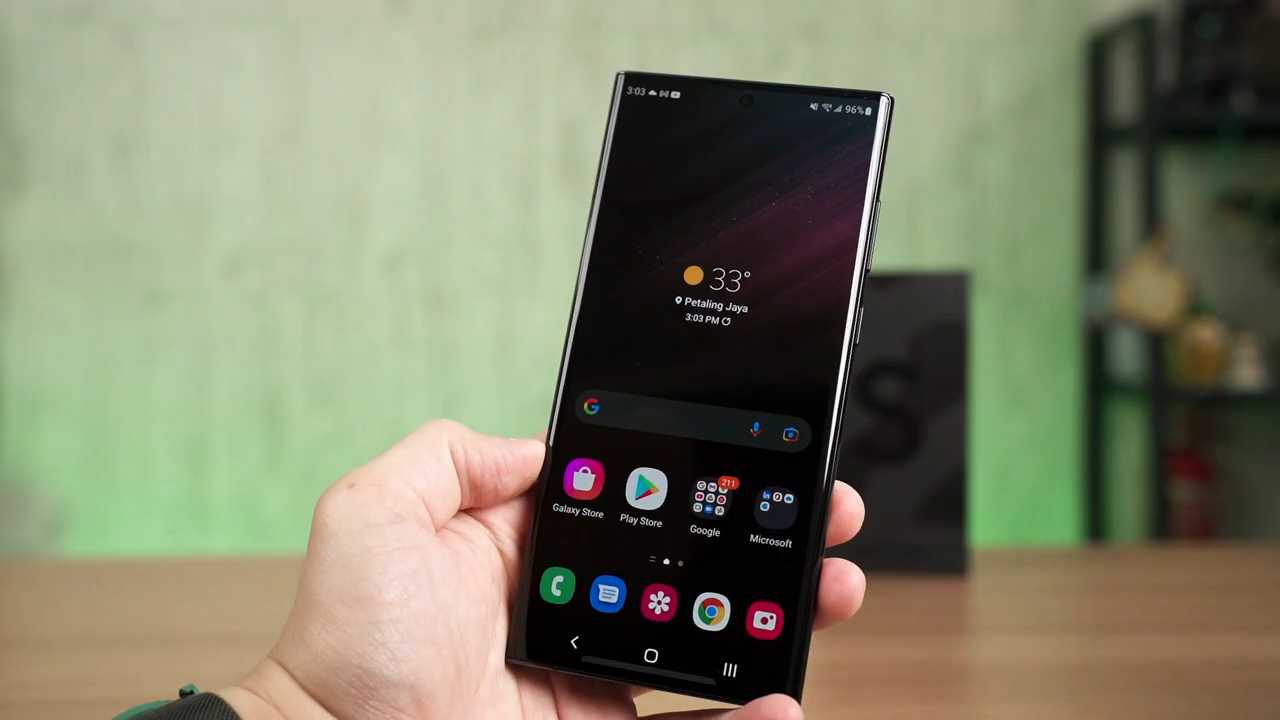 3:03
96%
33°
Petaling Jaya
3:03 PM
G
211
Galaxy Store
Play Store
Google
Microsoft
S